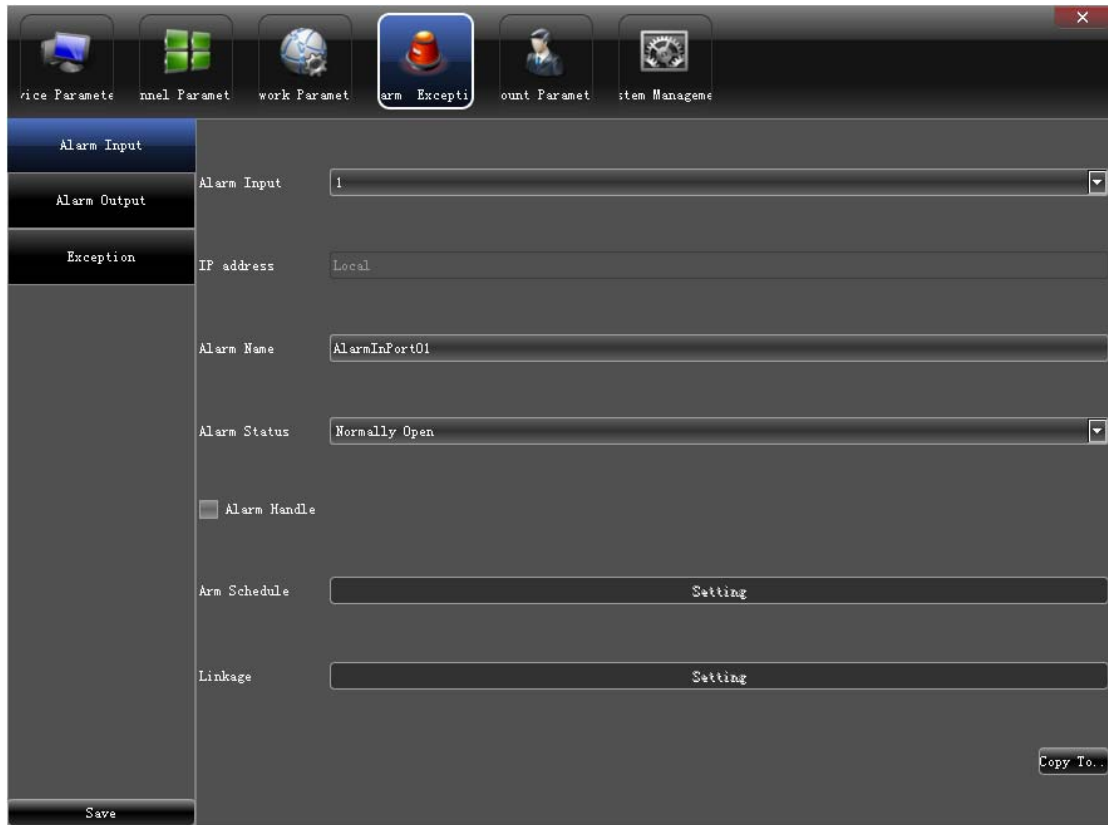 vice Paramete
nnel Paramet
work Paramet
arm Excepti
ount Paramet
stem Manageme
Alarm Input
Alarm Output
Exception
Alarm Input 1
IP address Local
Alarm Name AlarmInPort01
Alarm Status Normally Open
Alarm Handle
Arm Schedule Setting
Linkage Setting
Copy To..
Save